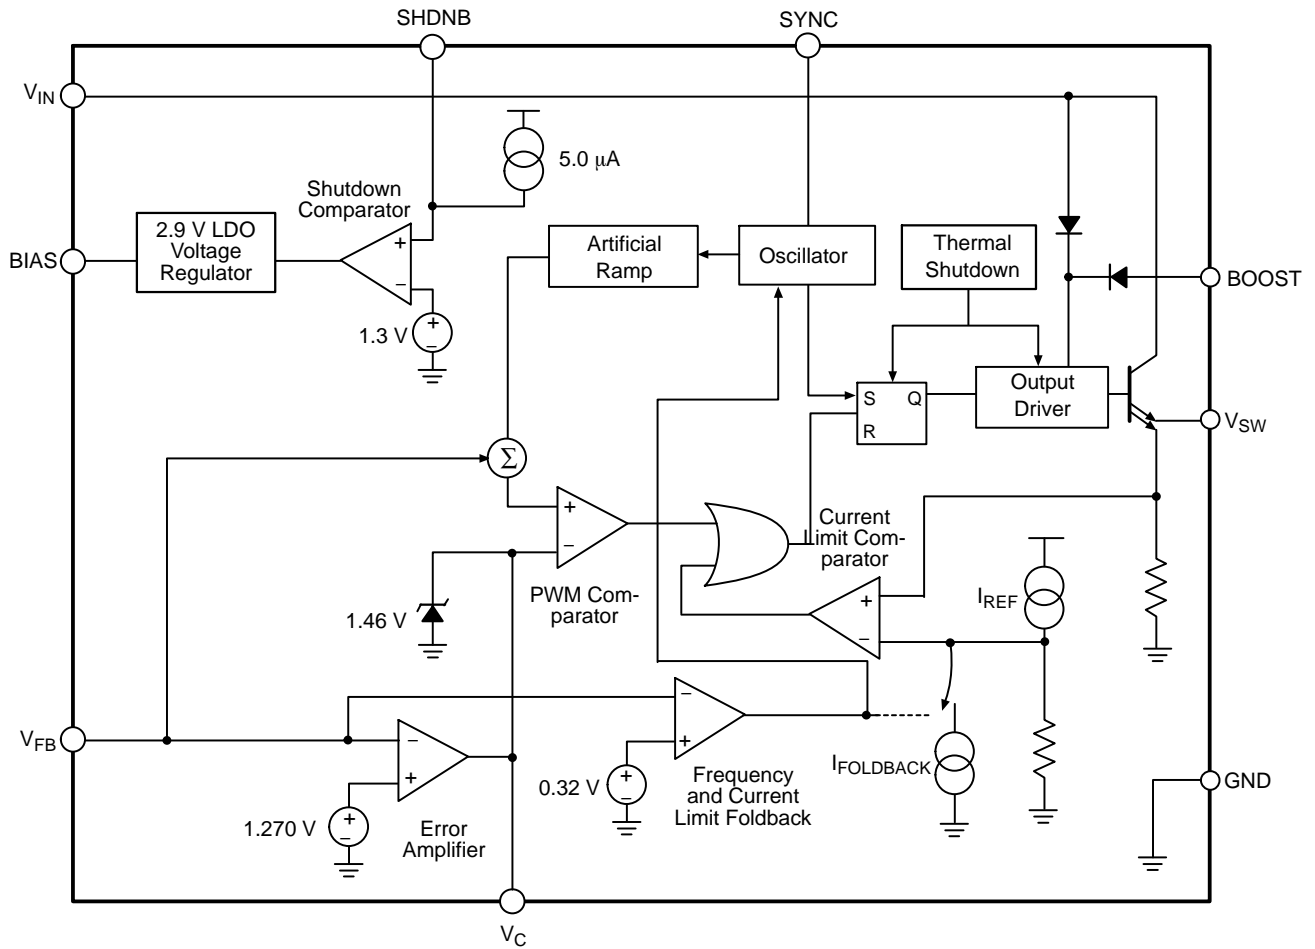 SHDNB
SYNC
VIN
5.0 μA
Shutdown
Comparator
2.9 V LDO
Voltage
Regulator
BIAS
+
−
1.3 V
+
−
Artificial
Ramp
Oscillator
Thermal
Shutdown
BOOST
S Q
R
Output
Driver
VSW
Σ
+
−
PWM Com-
parator
1.46 V
Current
Limit Com-
parator
+
−
IREF
VFB
−
+
1.270 V
+
−
Error
Amplifier
−
+
0.32 V
+
−
Frequency
and Current
Limit Foldback
IFOLDBACK
GND
VC